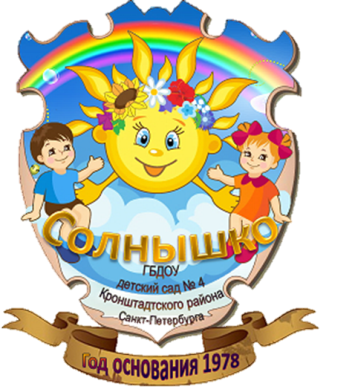 Солнышко
ГБДОУ
детский сад № 4
Кронштадтского района
Санкт-Петербурга
Год основания 1978